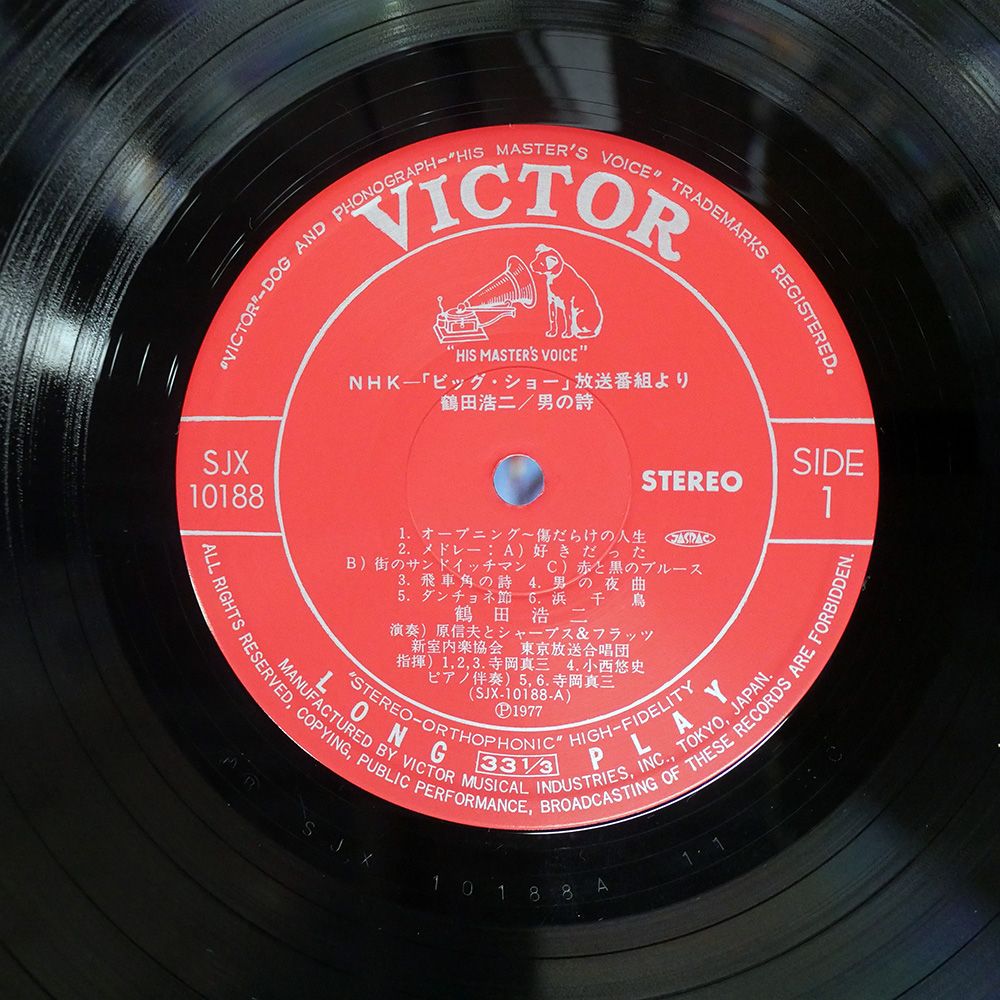 "VICTOR"-DOG AND PHONOGRAPH-"HIS MASTER'S VOICE" TRADEMARKS REGISTERED.
VICTOR
"HIS MASTER'S VOICE"
NHK—「ビッグ・ショー」放送番組より
鶴田浩二/男の詩
SJX
10188
STEREO
SIDE
1
1. オープニング〜傷だらけの人生
JASRAC
2. メドレー:A)好きだった
B)街のサンドイッチマン C)赤と黒のブルース
3. 飛車角の詩 4. 男の夜曲
5. ダンチョネ節 6. 浜千鳥
鶴田浩二
演奏)原信夫とシャープス&フラッツ
新室内楽協会 東京放送合唱団
指揮)1,2,3.寺岡真三 4.小西悠史
ピアノ伴奏)5,6.寺岡真三
(SJX-10188-A)
Ⓟ1977
"STEREO-ORTHOPHONIC" HIGH-FIDELITY
LONG 33 1/3 PLAY
MANUFACTURED BY VICTOR MUSICAL INDUSTRIES, INC., TOKYO, JAPAN.
ALL RIGHTS RESERVED, COPYING, PUBLIC PERFORMANCE, BROADCASTING OF THESE RECORDS ARE FORBIDDEN.
SJX 10188A 1-1